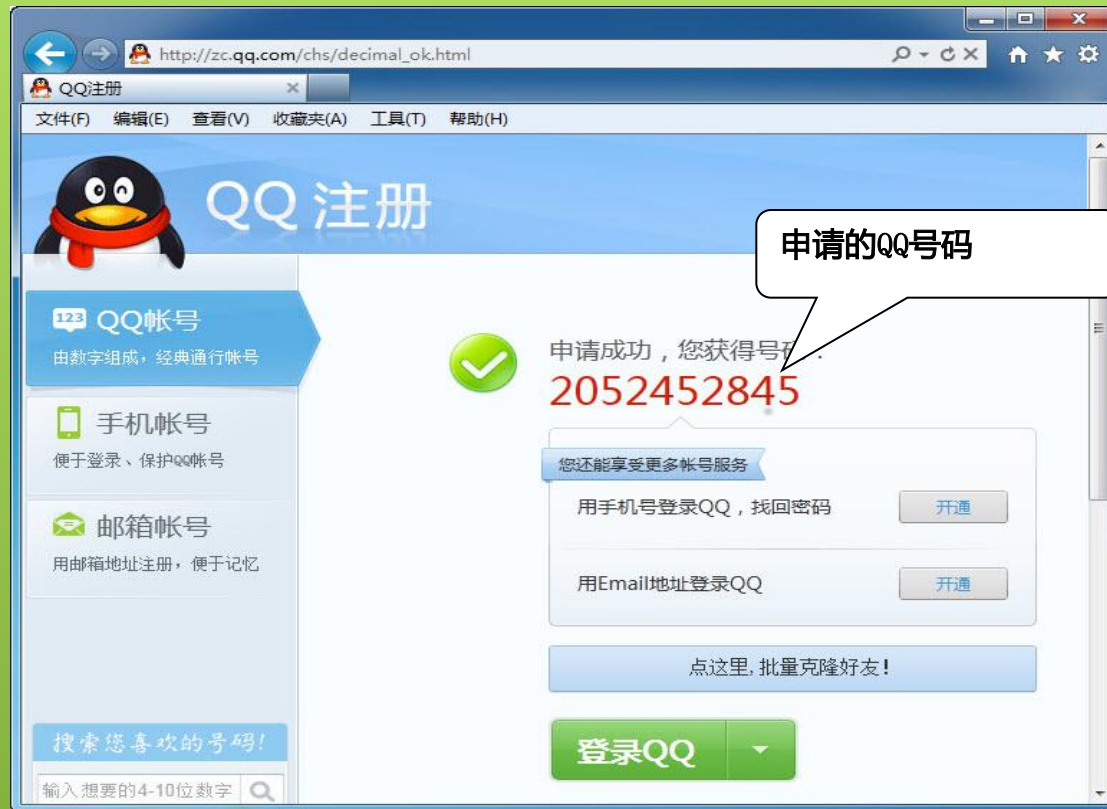 http://zc.qq.com/chs/decimal_ok.html
QQ注册
文件(F) 编辑(E) 查看(V) 收藏夹(A) 工具(T) 帮助(H)
QQ 注册
申请的QQ号码
123 QQ帐号
由数字组成，经典通行帐号
手机帐号
便于登录、保护QQ帐号
邮箱帐号
用邮箱地址注册，便于记忆
搜索您喜欢的号码!
输入想要的4-10位数字
申请成功，您获得号
2052452845
您还能享受更多帐号服务
用手机号登录QQ，找回密码 开通
用Email地址登录QQ 开通
点这里,批量克隆好友!
登录QQ